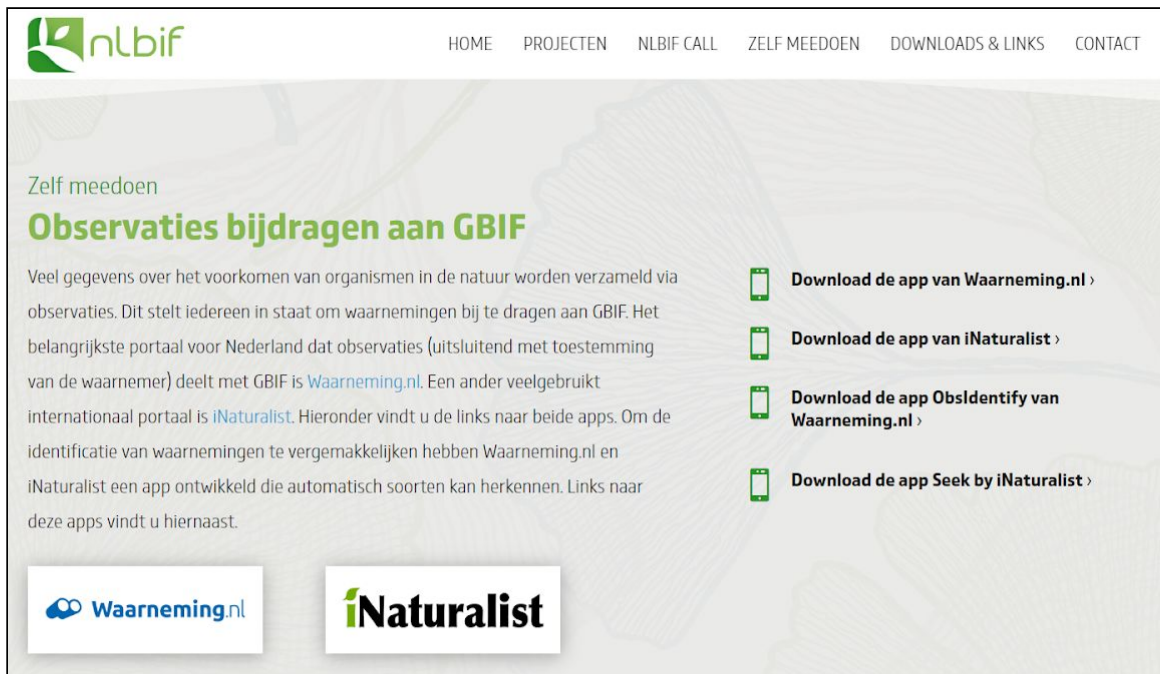 nlbif
HOME PROJECTEN NLBIF CALL ZELF MEEDOEN DOWNLOADS & LINKS CONTACT
Zelf meedoen
Observaties bijdragen aan GBIF
Veel gegevens over het voorkomen van organismen in de natuur worden verzameld via
observaties. Dit stelt iedereen in staat om waarnemingen bij te dragen aan GBIF. Het
belangrijkste portaal voor Nederland dat observaties (uitsluitend met toestemming
van de waarnemer) deelt met GBIF is Waarneming.nl. Een ander veelgebruikt
internationaal portaal is iNaturalist. Hieronder vindt u de links naar beide apps. Om de
identificatie van waarnemingen te vergemakkelijken hebben Waarneming.nl en
iNaturalist een app ontwikkeld die automatisch soorten kan herkennen. Links naar
deze apps vindt u hiernaast.
Download de app van Waarneming.nl ›
Download de app van iNaturalist ›
Download de app ObsIdentify van
Waarneming.nl ›
Download de app Seek by iNaturalist ›
Waarneming.nl
iNaturalist